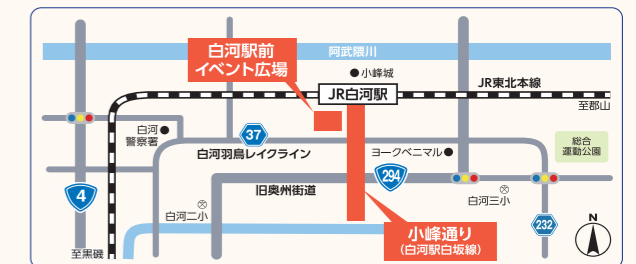 阿武隈川
白河駅前
イベント広場
小峰城
JR白河駅
JR東北本線
至郡山
白河
警察署
37
白河羽鳥レイクライン
ヨークベニマル
総合
運動公園
294
4
旧奥州街道
文
白河二小
文
白河三小
232
小峰通り
(白河駅白坂線)
至黒磯
N